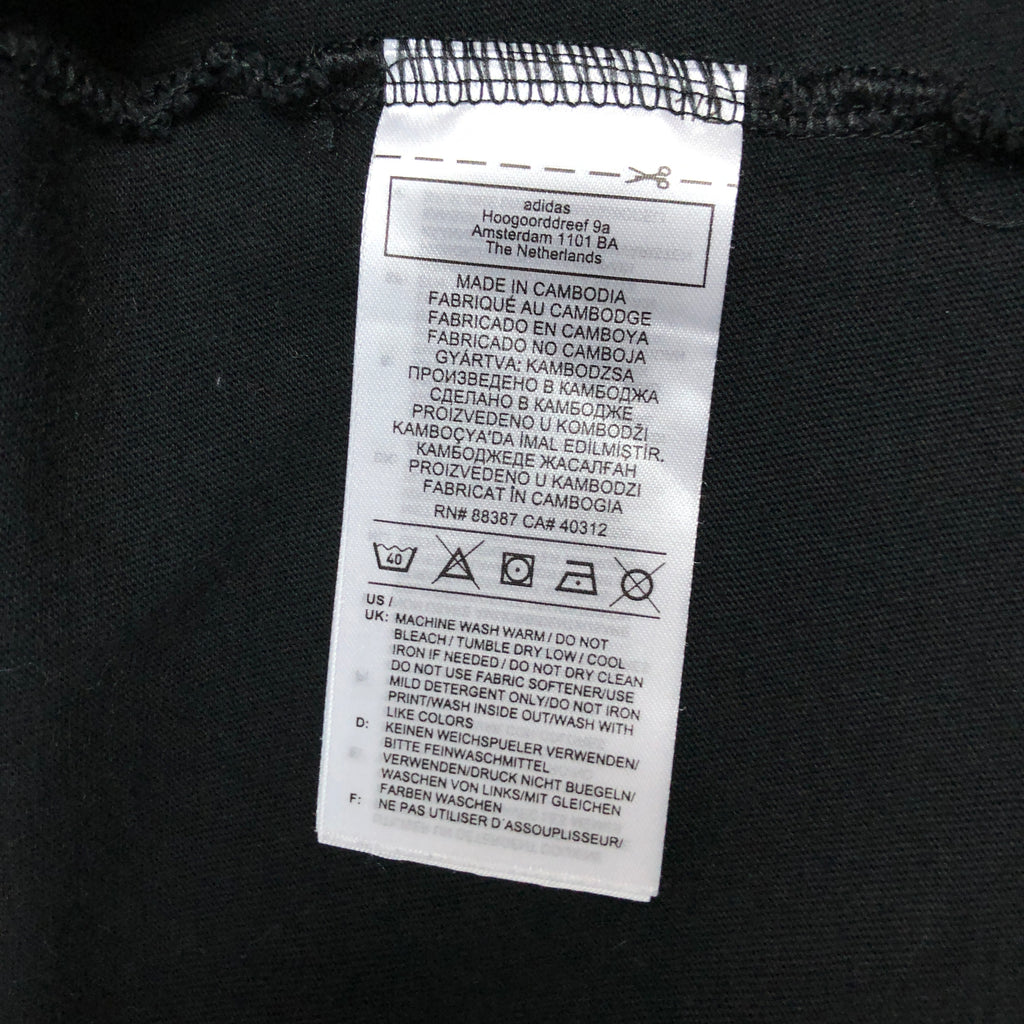 adidas
Hoogoorddreef 9a
Amsterdam 1101 BA
The Netherlands
MADE IN CAMBODIA
FABRIQUÉ AU CAMBODGE
FABRICADO EN CAMBOYA
FABRICADO NO CAMBOJA
GYÁRTVA: KAMBODZSA
ПРОИЗВЕДЕНО В КАМБОДЖА
СДЕЛАНО В КАМБОДЖЕ
PROIZVEDENO U KOMBODŽI
KAMBOÇYA'DA İMAL EDİLMİŞTİR.
КАМБОДЖЕДЕ ЖАСАЛҒАН
PROIZVEDENO U KAMBODZI
FABRICAT ÎN CAMBOGIA
RN# 88387 CA# 40312
40
US /
UK: MACHINE WASH WARM / DO NOT
BLEACH / TUMBLE DRY LOW / COOL
IRON IF NEEDED / DO NOT DRY CLEAN
DO NOT USE FABRIC SOFTENER/USE
MILD DETERGENT ONLY/DO NOT IRON
PRINT/WASH INSIDE OUT/WASH WITH
LIKE COLORS
D: KEINEN WEICHSPUELER VERWENDEN/
BITTE FEINWASCHMITTEL
VERWENDEN/DRUCK NICHT BUEGELN/
WASCHEN VON LINKS/MIT GLEICHEN
FARBEN WASCHEN
F: NE PAS UTILISER D´ASSOUPLISSEUR/